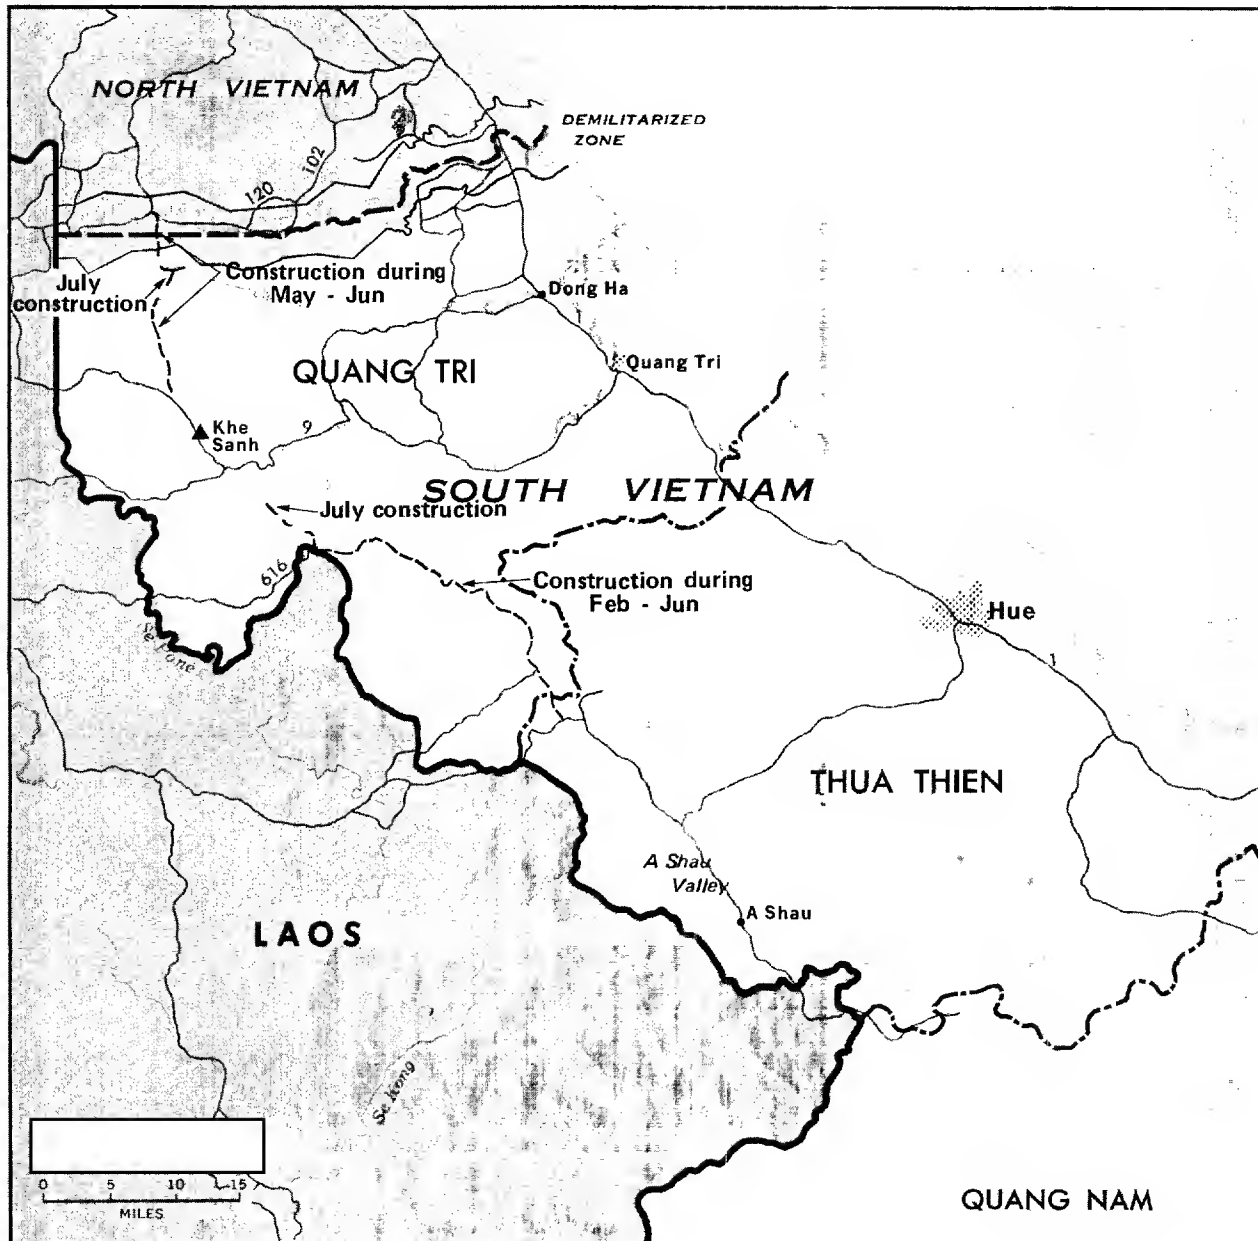 NORTH VIETNAM
DEMILITARIZED
ZONE
102
120
July
construction
Construction during
May - Jun
Dong Ha
QUANG TRI
Quang Tri
Khe
Sanh
9
SOUTH VIETNAM
July construction
616
Construction during
Feb - Jun
Hue
1
Se Pone
THUA THIEN
A Shau
Valley
A Shau
LAOS
Se Kong
0 5 10 15
MILES
QUANG NAM